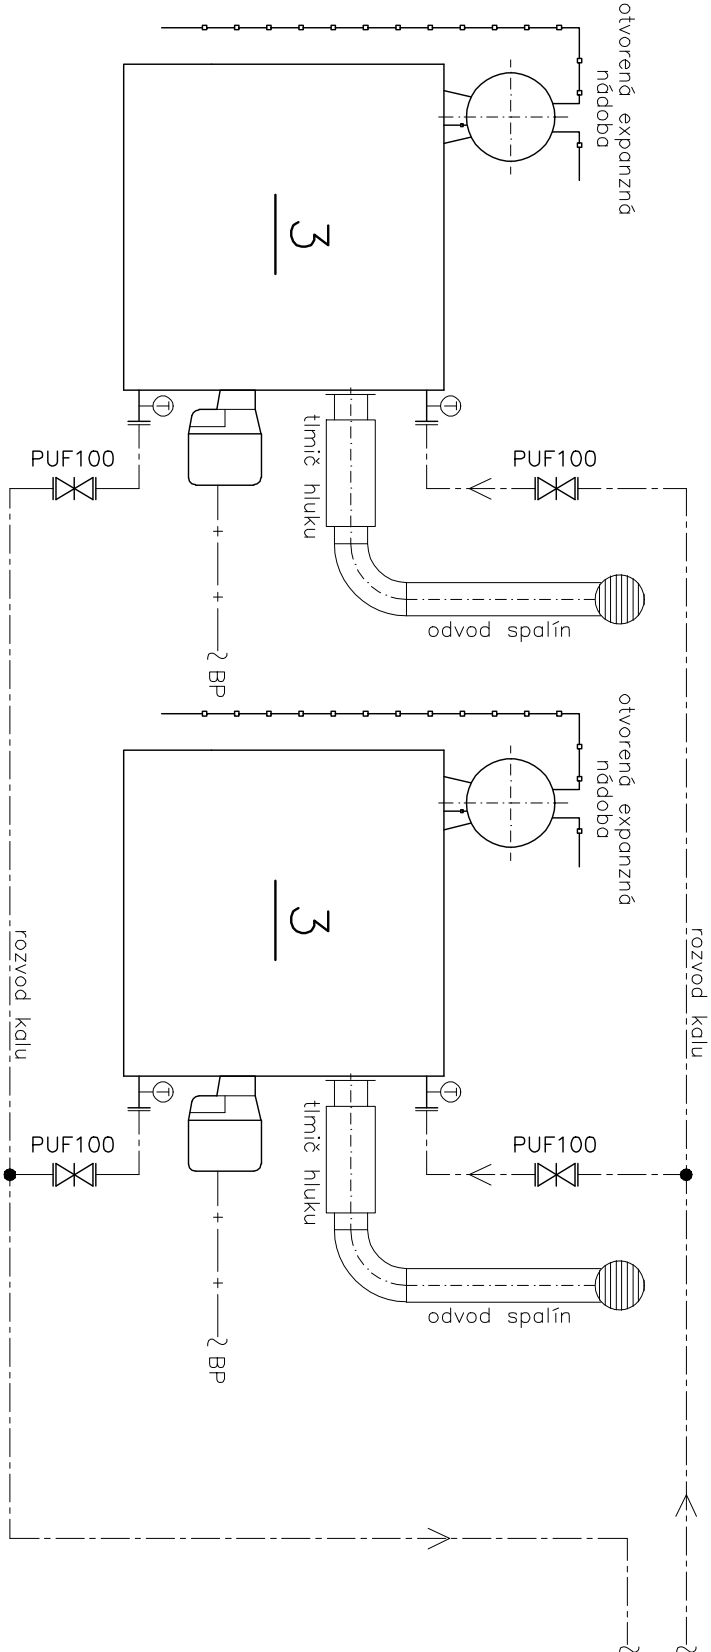 otvorená expanzná
nádoba
3
T
T
PUF100
PUF100
tlmič hluku
odvod spalín
BP
otvorená expanzná
nádoba
3
rozvod kalu
rozvod kalu
T
T
PUF100
PUF100
tlmič hluku
odvod spalín
BP